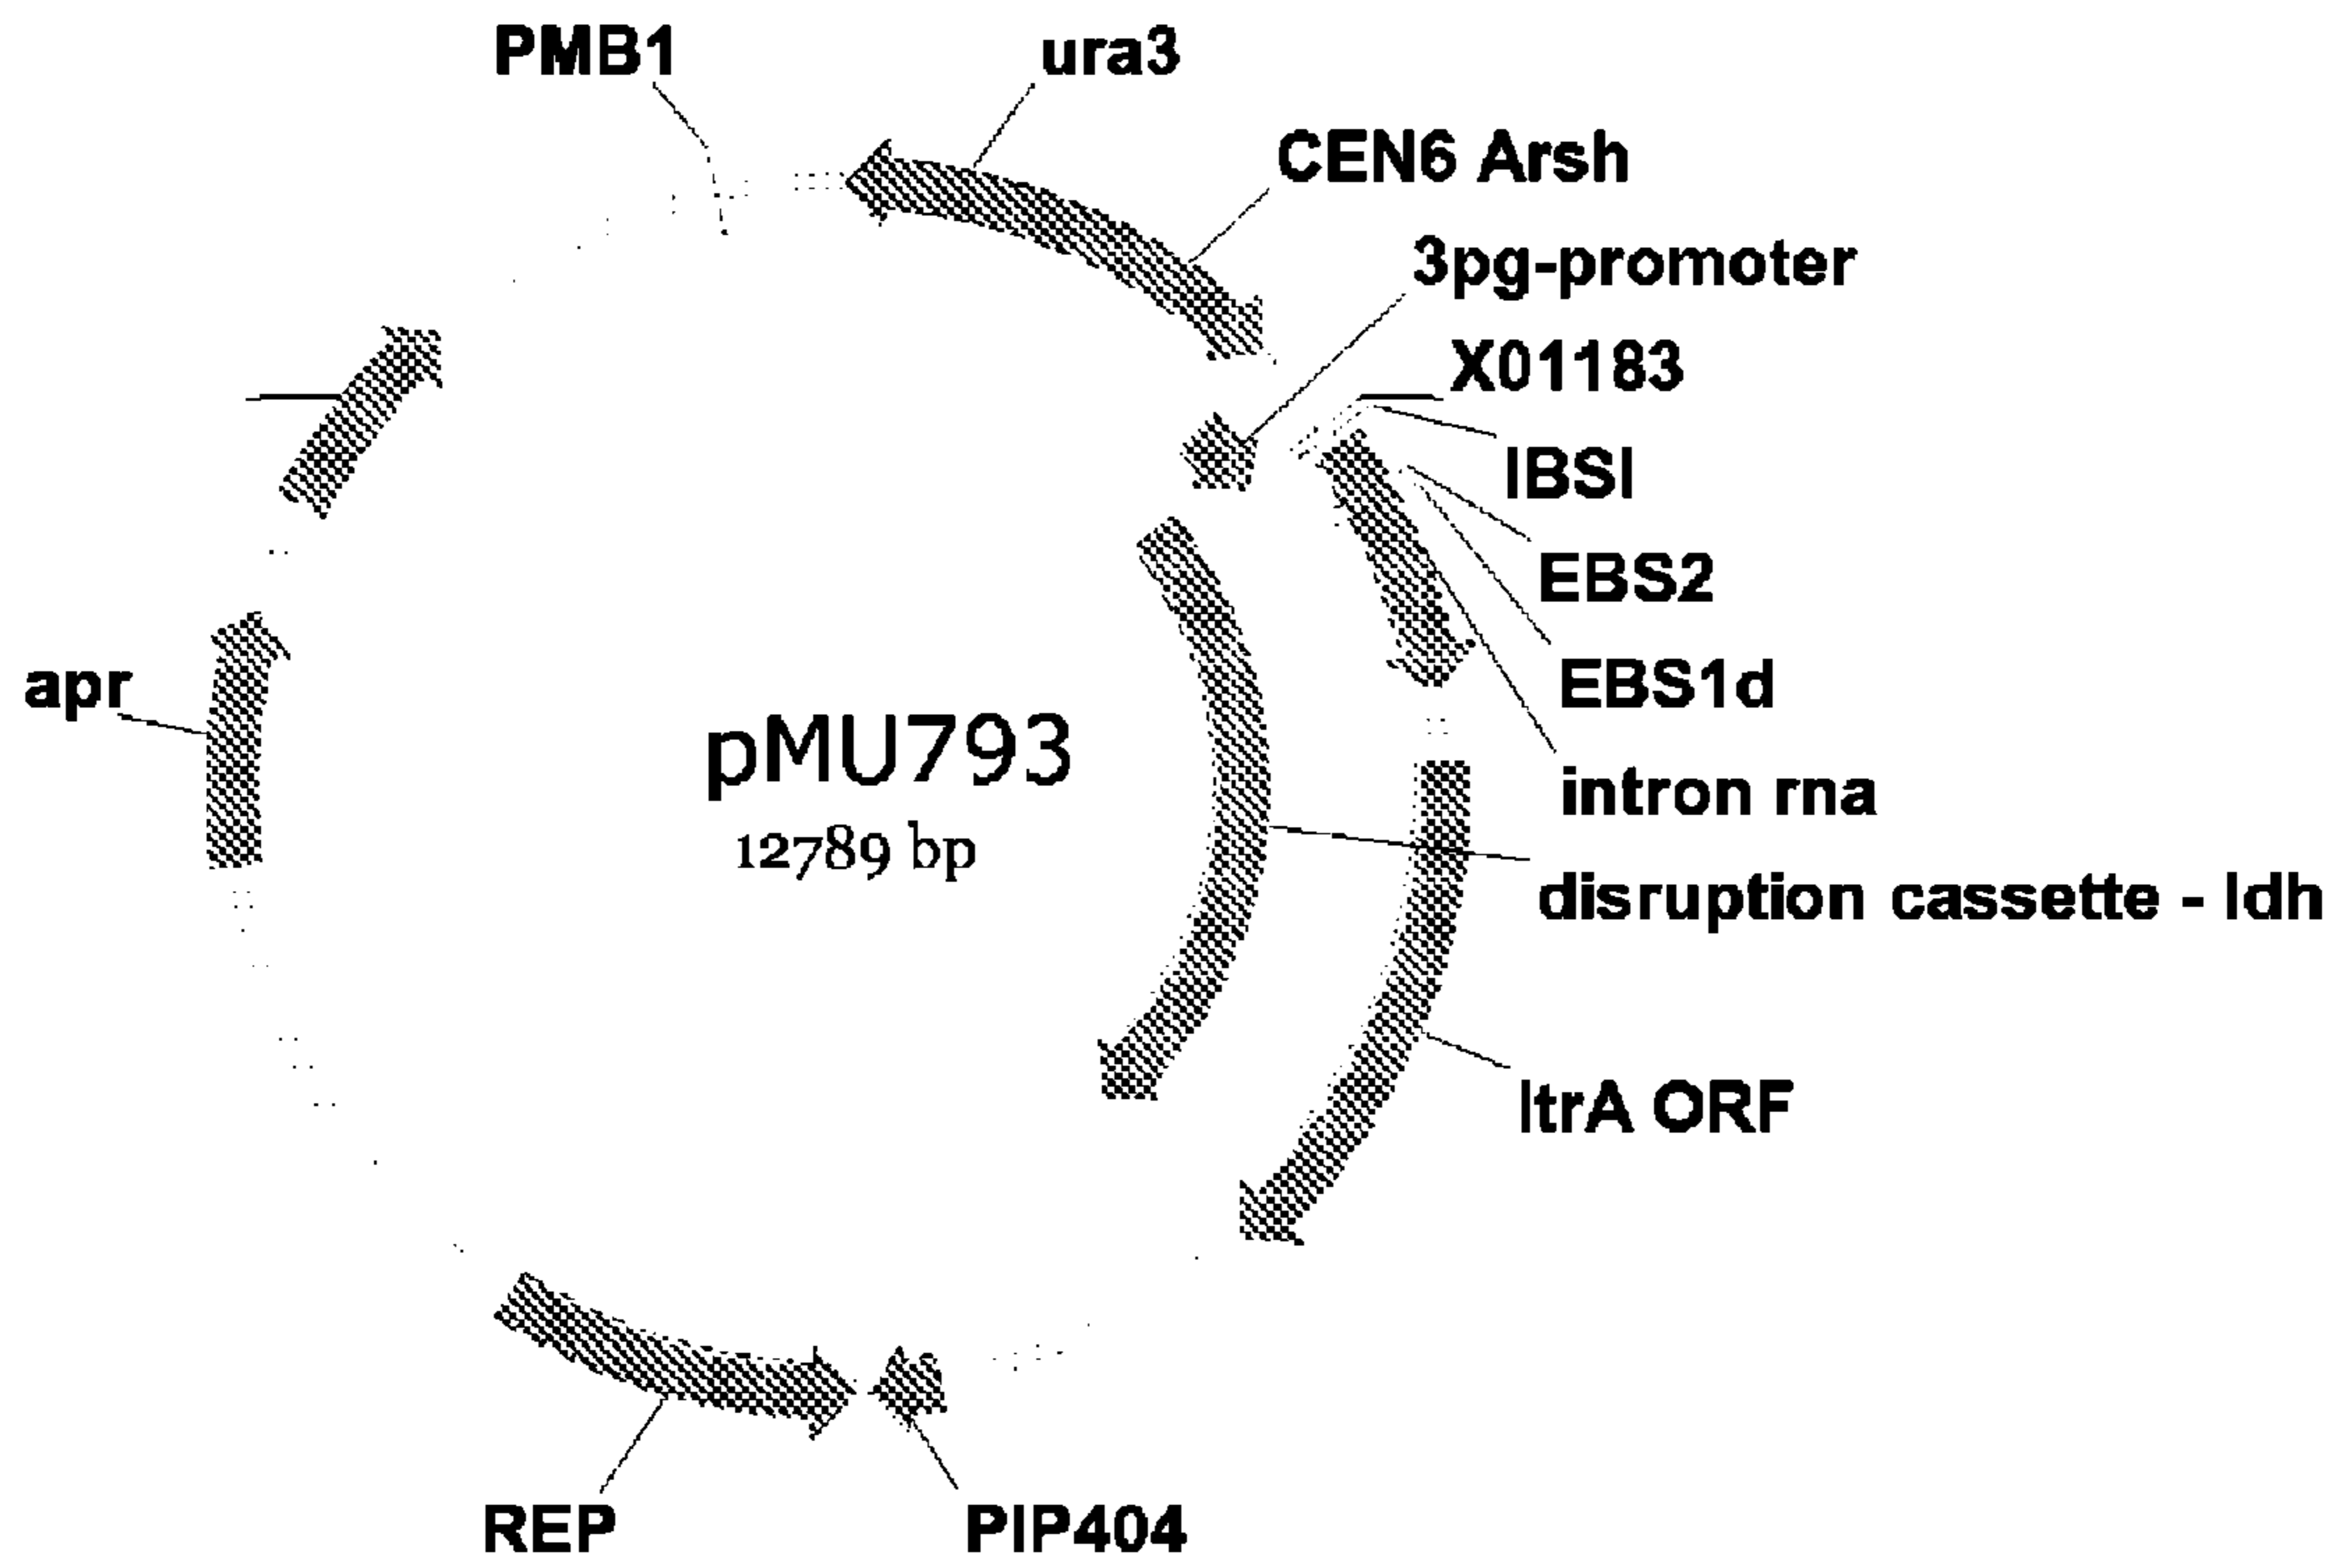 PMB1
ura3
CEN6 Arsh
3pg-promoter
X01183
IBSI
EBS2
EBS1d
apr
pMU793
intron rna
12789 bp
disruption cassette - ldh
ltrA ORF
REP
PIP404